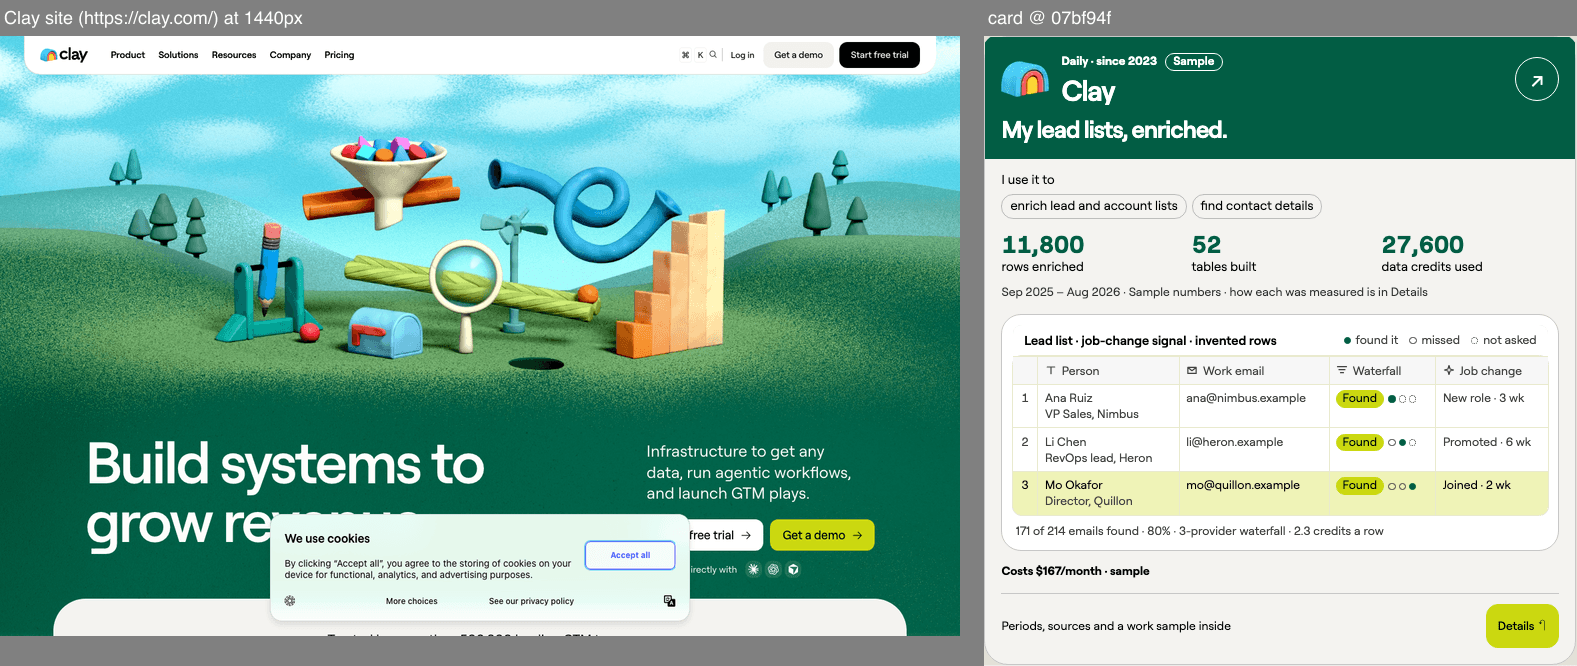 Clay site (https://clay.com/) at 1440px
clay Product Solutions Resources Company Pricing ⌘ K Log in Get a demo Start free trial
Build systems to
grow revenue
Infrastructure to get any
data, run agentic workflows,
and launch GTM plays.
free trial → Get a demo →
irectly with
We use cookies
By clicking “Accept all”, you agree to the storing of cookies on your
device for functional, analytics, and advertising purposes.
Accept all
More choices See our privacy policy
card @ 07bf94f
Daily · since 2023 Sample
Clay
My lead lists, enriched.
I use it to
enrich lead and account lists find contact details
11,800 52 27,600
rows enriched tables built data credits used
Sep 2025 – Aug 2026 · Sample numbers · how each was measured is in Details
Lead list · job-change signal · invented rows found it missed not asked
Person Work email Waterfall Job change
1 Ana Ruiz ana@nimbus.example Found New role · 3 wk
VP Sales, Nimbus
2 Li Chen li@heron.example Found Promoted · 6 wk
RevOps lead, Heron
3 Mo Okafor mo@quillon.example Found Joined · 2 wk
Director, Quillon
171 of 214 emails found · 80% · 3-provider waterfall · 2.3 credits a row
Costs $167/month · sample
Periods, sources and a work sample inside Details